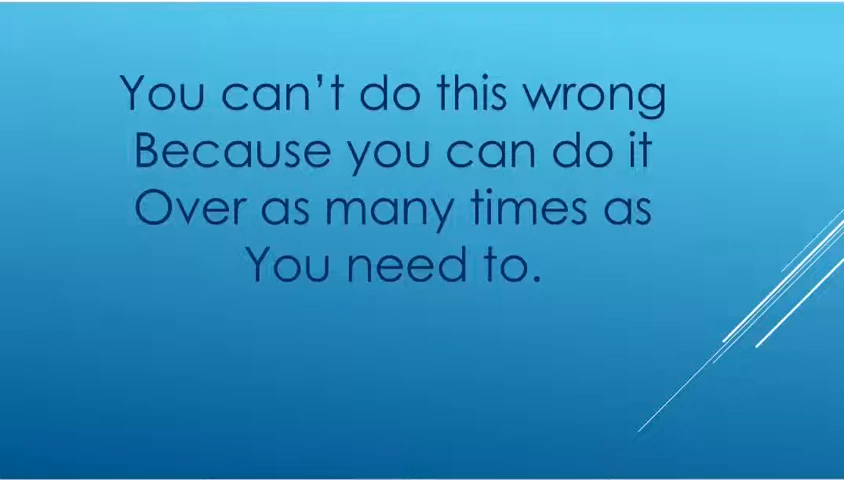 You can’t do this wrong
Because you can do it
Over as many times as
You need to.